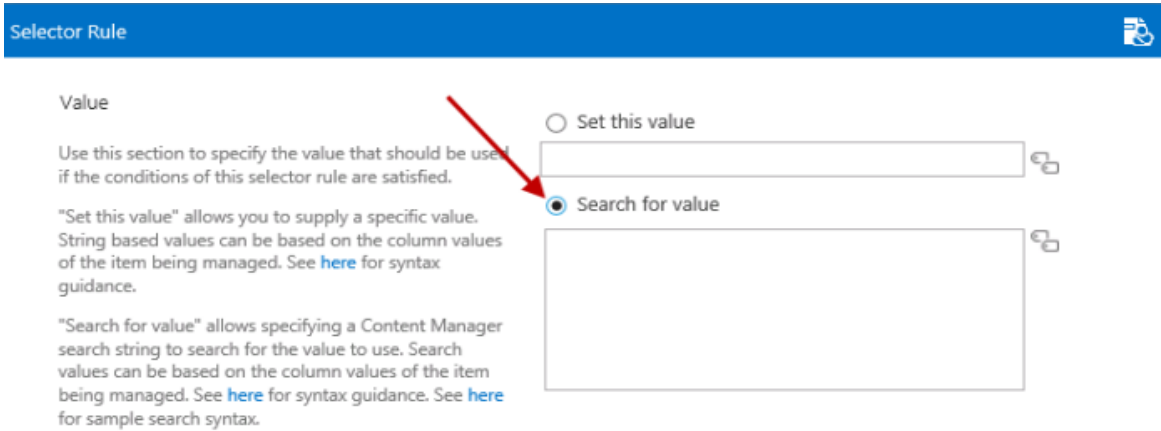 Selector Rule
Value
Use this section to specify the value that should be used
if the conditions of this selector rule are satisfied.
"Set this value" allows you to supply a specific value.
String based values can be based on the column values
of the item being managed. See here for syntax
guidance.
"Search for value" allows specifying a Content Manager
search string to search for the value to use. Search
values can be based on the column values of the item
being managed. See here for syntax guidance. See here
for sample search syntax.
Set this value
Search for value